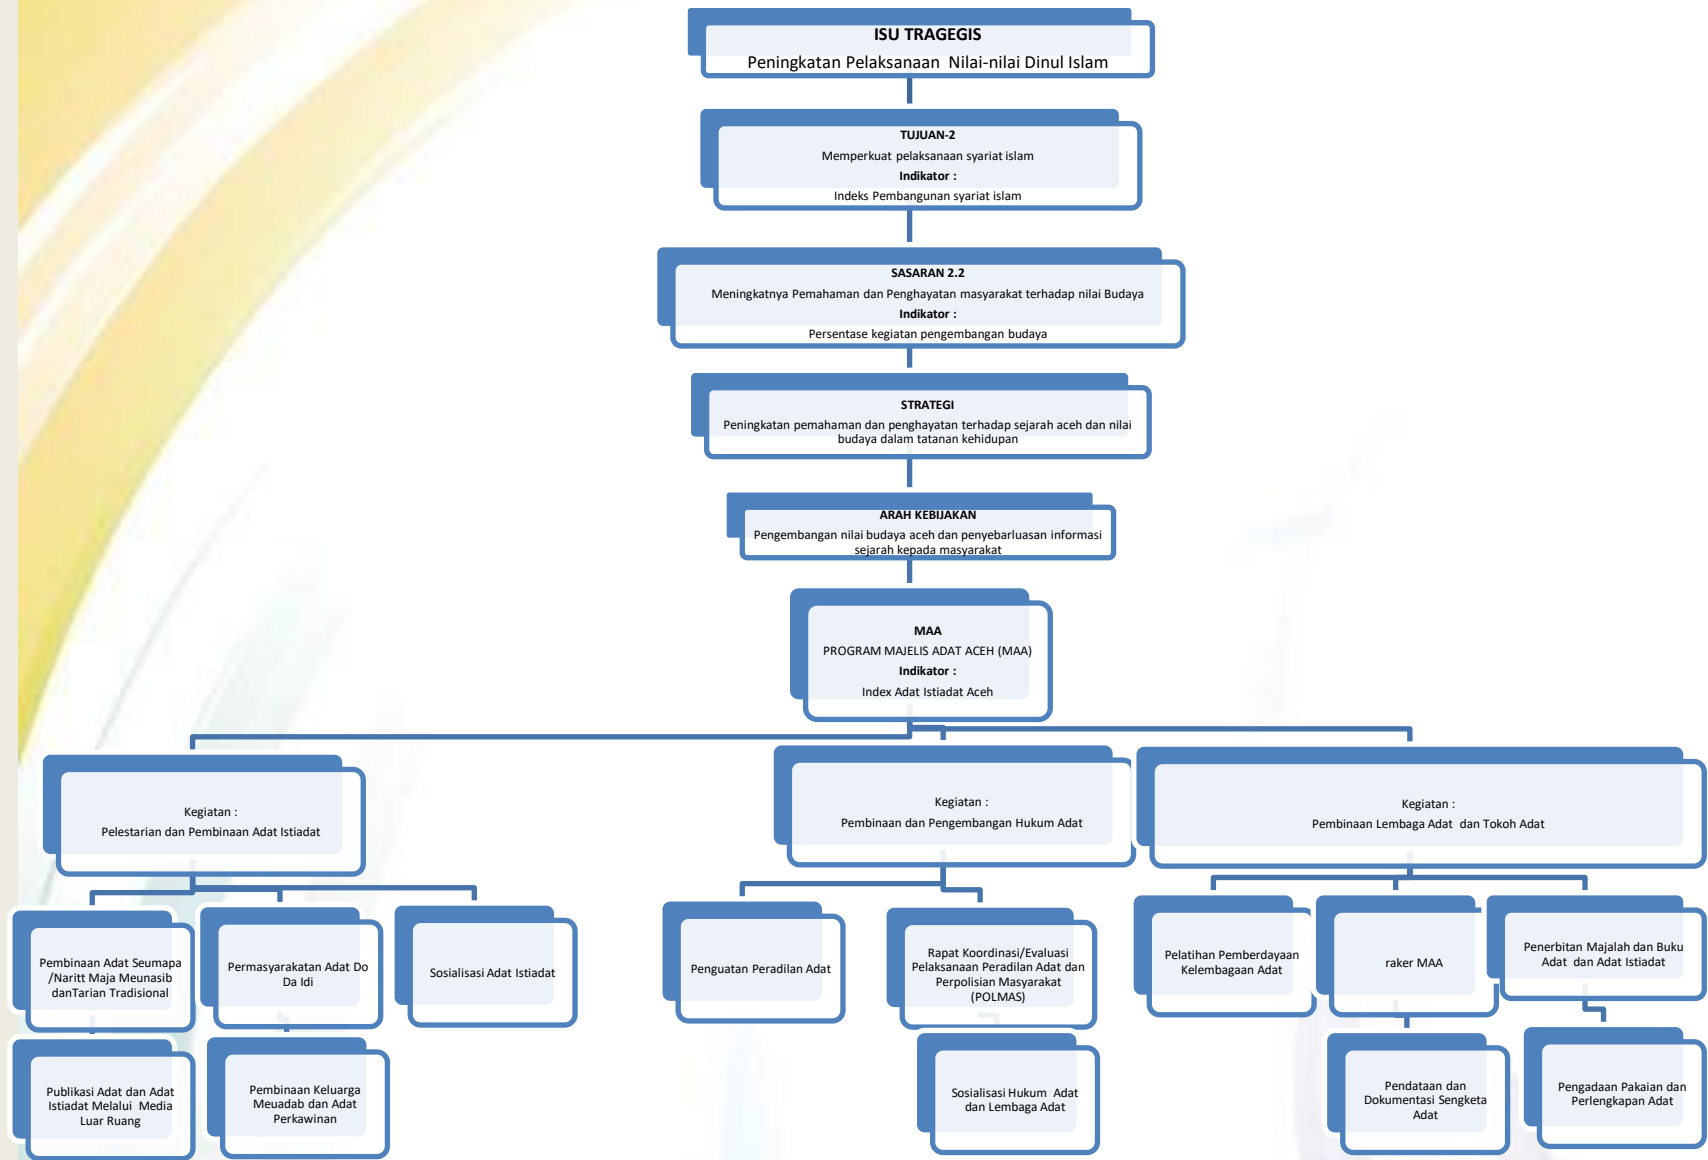 ISU TRAGEGIS
Peningkatan Pelaksanaan Nilai-nilai Dinul Islam
TUJUAN-2
Memperkuat pelaksanaan syariat islam
Indikator :
Indeks Pembangunan syariat islam
SASARAN 2.2
Meningkatnya Pemahaman dan Penghayatan masyarakat terhadap nilai Budaya
Indikator :
Persentase kegiatan pengembangan budaya
STRATEGI
Peningkatan pemahaman dan penghayatan terhadap sejarah aceh dan nilai
budaya dalam tatanan kehidupan
ARAH KEBIJAKAN
Pengembangan nilai budaya aceh dan penyebarluasan informasi
sejarah kepada masyarakat
MAA
PROGRAM MAJELIS ADAT ACEH (MAA)
Indikator :
Index Adat Istiadat Aceh
Kegiatan :
Pelestarian dan Pembinaan Adat Istiadat
Kegiatan :
Pembinaan dan Pengembangan Hukum Adat
Kegiatan :
Pembinaan Lembaga Adat dan Tokoh Adat
Pembinaan Adat Seumapa
/Naritt Maja Meunasib
danTarian Tradisional
Permasyarakatan Adat Do
Da Idi
Sosialisasi Adat Istiadat
Penguatan Peradilan Adat
Rapat Koordinasi/Evaluasi
Pelaksanaan Peradilan Adat dan
Perpolisian Masyarakat
(POLMAS)
Pelatihan Pemberdayaan
Kelembagaan Adat
raker MAA
Penerbitan Majalah dan Buku
Adat dan Adat Istiadat
Publikasi Adat dan Adat
Istiadat Melalui Media
Luar Ruang
Pembinaan Keluarga
Meuadab dan Adat
Perkawinan
Sosialisasi Hukum Adat
dan Lembaga Adat
Pendataan dan
Dokumentasi Sengketa
Adat
Pengadaan Pakaian dan
Perlengkapan Adat